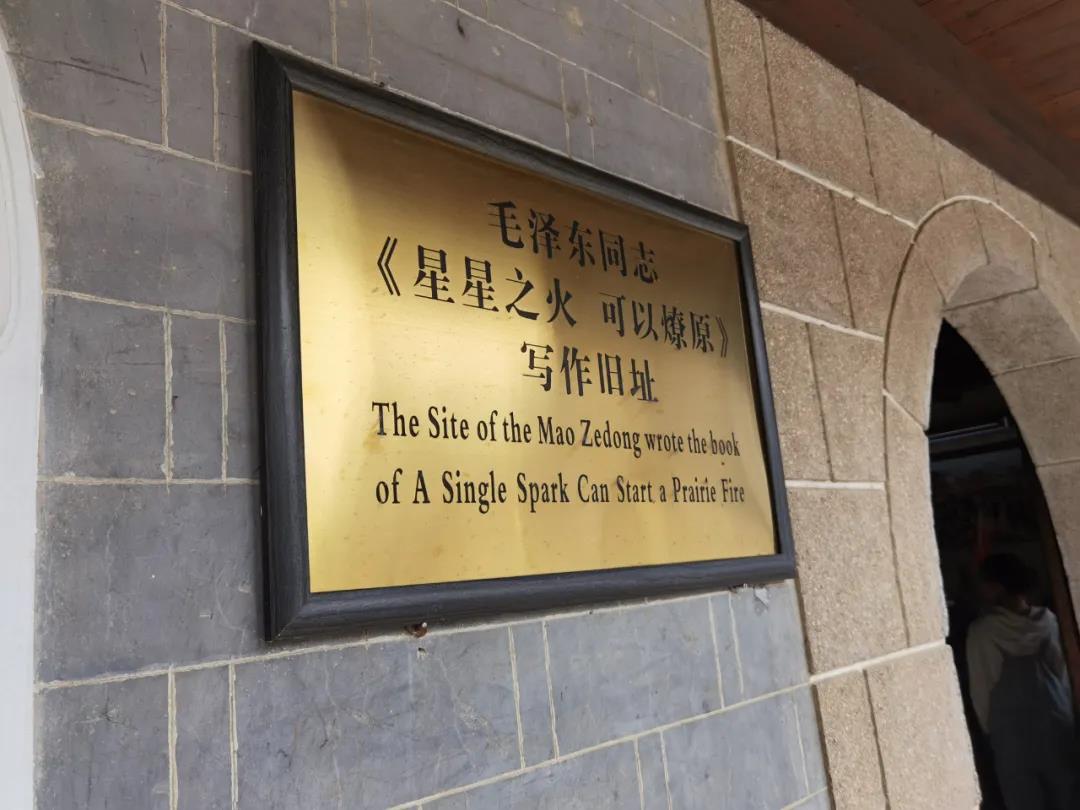 毛泽东同志
《星星之火 可以燎原》
写作旧址
The Site of the Mao Zedong wrote the book
of A Single Spark Can Start a Prairie Fire